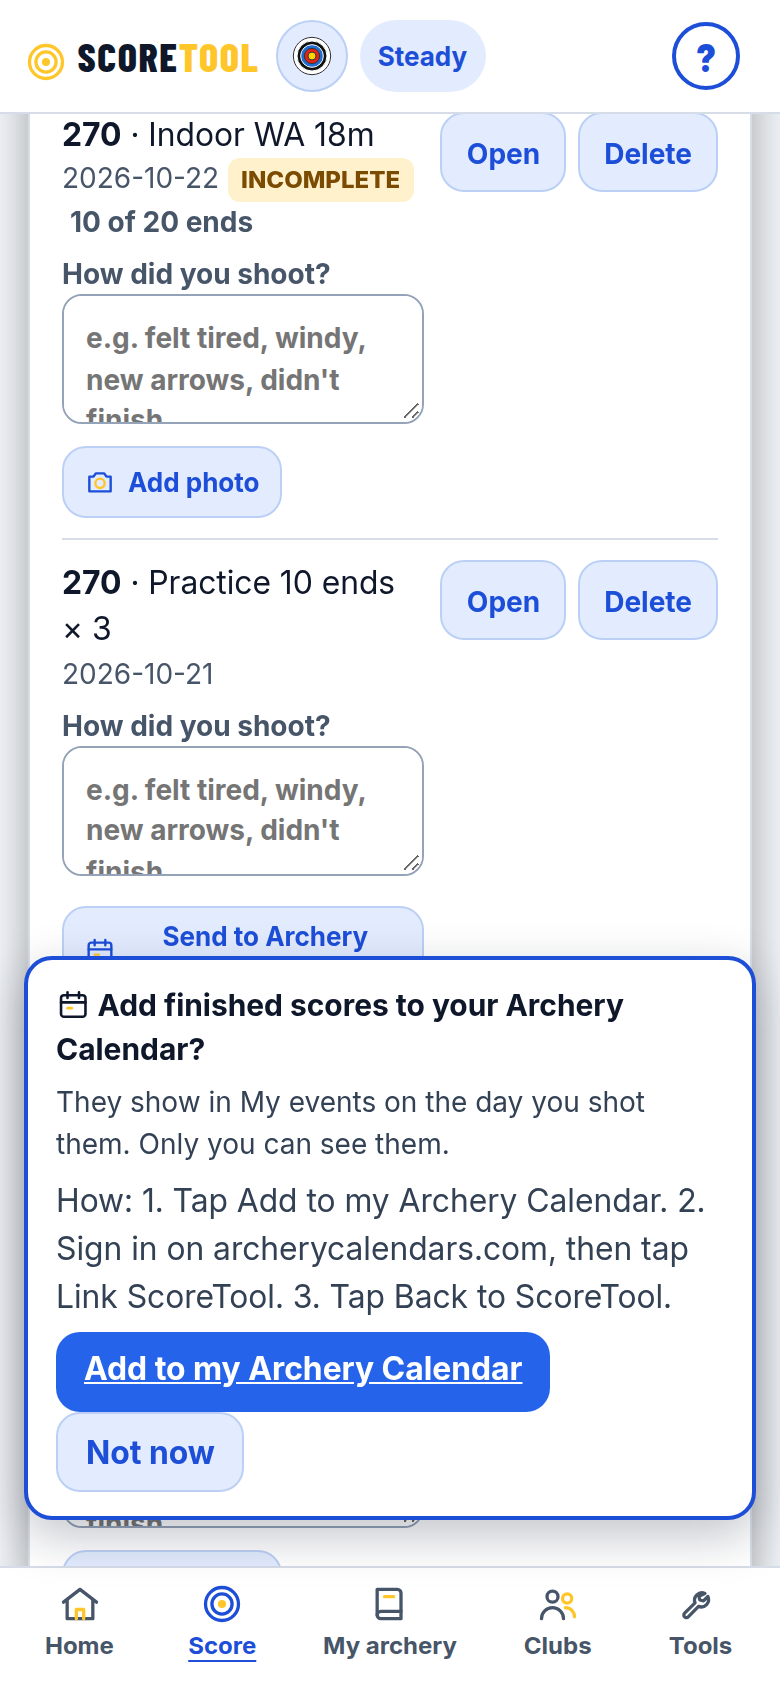 SCORETOOL
Steady
?
270 · Indoor WA 18m
Open
Delete
2026-10-22 INCOMPLETE
10 of 20 ends
How did you shoot?
e.g. felt tired, windy,
new arrows, didn't
finish
Add photo
270 · Practice 10 ends
× 3
Open
Delete
2026-10-21
How did you shoot?
e.g. felt tired, windy,
new arrows, didn't
finish
Send to Archery
Add finished scores to your Archery
Calendar?
They show in My events on the day you shot
them. Only you can see them.
How: 1. Tap Add to my Archery Calendar. 2.
Sign in on archerycalendars.com, then tap
Link ScoreTool. 3. Tap Back to ScoreTool.
Add to my Archery Calendar
Not now
finish
Home
Score
My archery
Clubs
Tools